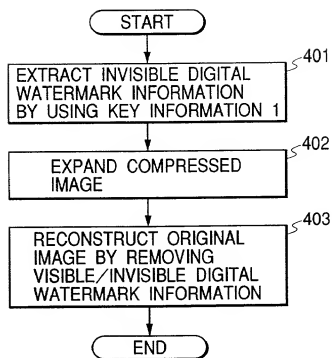 START
401
EXTRACT INVISIBLE DIGITAL
WATERMARK INFORMATION
BY USING KEY INFORMATION 1
402
EXPAND COMPRESSED
IMAGE
403
RECONSTRUCT ORIGINAL
IMAGE BY REMOVING
VISIBLE/INVISIBLE DIGITAL
WATERMARK INFORMATION
END